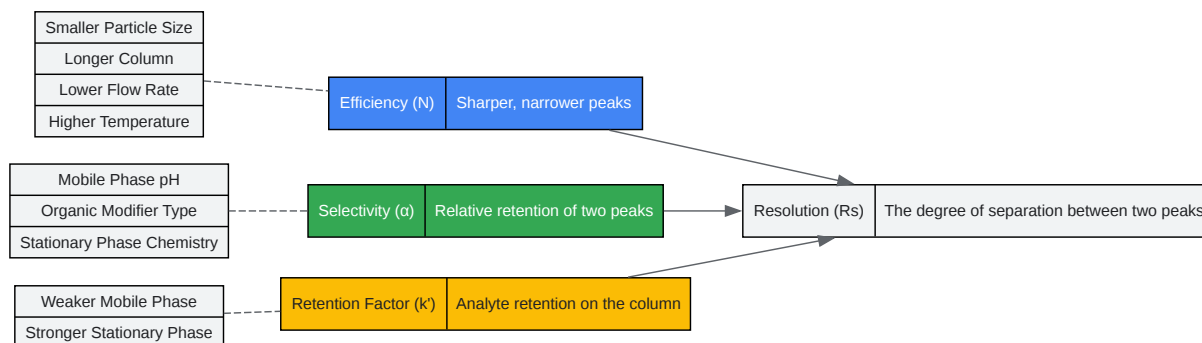 Smaller Particle Size
Longer Column
Lower Flow Rate
Higher Temperature
Efficiency (N)
Sharper, narrower peaks
Mobile Phase pH
Organic Modifier Type
Stationary Phase Chemistry
Selectivity (α)
Relative retention of two peaks
Resolution (Rs)
The degree of separation between two peaks
Weaker Mobile Phase
Stronger Stationary Phase
Retention Factor (k')
Analyte retention on the column